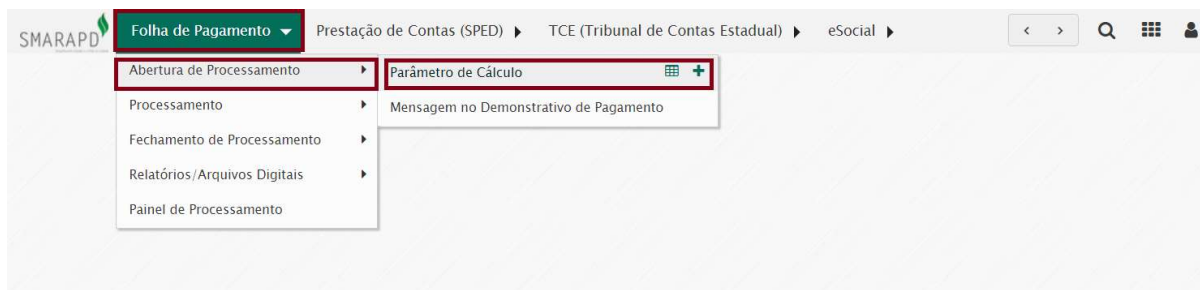 SMARAPD
Folha de Pagamento
Prestação de Contas (SPED)
TCE (Tribunal de Contas Estadual)
eSocial
Abertura de Processamento
Parâmetro de Cálculo
Processamento
Mensagem no Demonstrativo de Pagamento
Fechamento de Processamento
Relatórios/Arquivos Digitais
Painel de Processamento